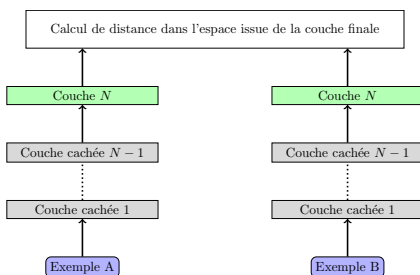 Calcul de distance dans l'espace issue de la couche finale
Couche N
Couche N
Couche cachée N − 1
Couche cachée N − 1
Couche cachée 1
Couche cachée 1
Exemple A
Exemple B